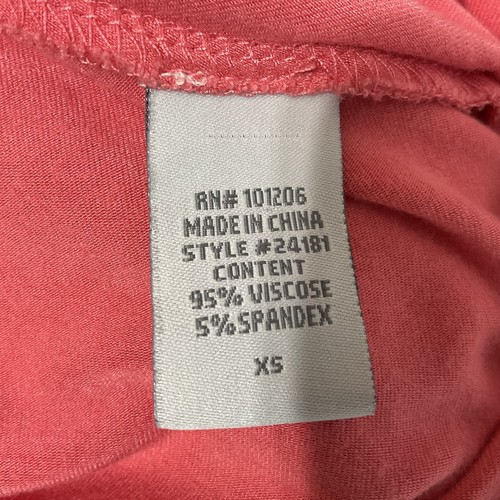 RN# 101206
MADE IN CHINA
STYLE #24181
CONTENT
95% VISCOSE
5% SPANDEX
XS